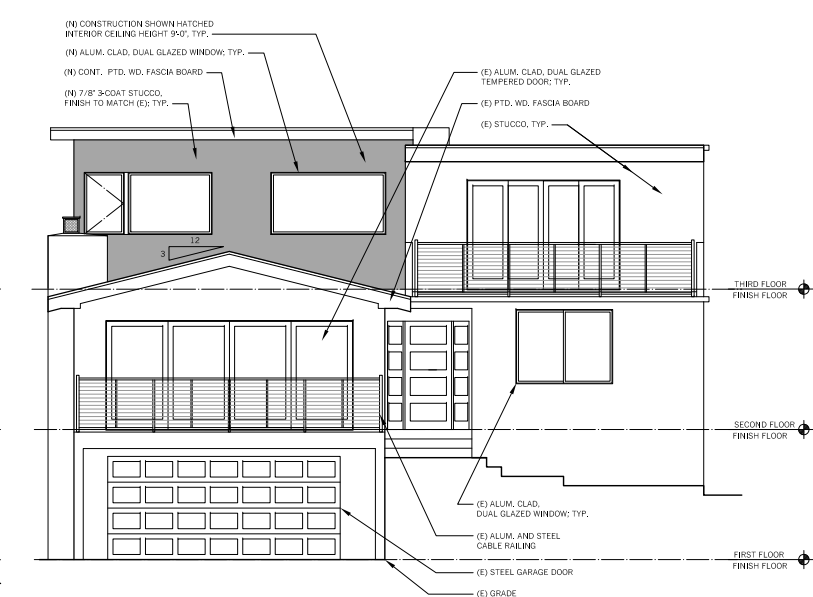 (N) CONSTRUCTION SHOWN HATCHED
INTERIOR CEILING HEIGHT 9'-0", TYP.
(N) ALUM. CLAD, DUAL GLAZED WINDOW; TYP.
(N) CONT. PTD. WD. FASCIA BOARD
(N) 7/8" 3-COAT STUCCO,
FINISH TO MATCH (E); TYP.
(E) ALUM. CLAD, DUAL GLAZED
TEMPERED DOOR; TYP.
(E) PTD. WD. FASCIA BOARD
(E) STUCCO, TYP.
12
3
THIRD FLOOR
FINISH FLOOR
SECOND FLOOR
FINISH FLOOR
(E) ALUM. CLAD,
DUAL GLAZED WINDOW; TYP.
(E) ALUM. AND STEEL
CABLE RAILING
FIRST FLOOR
FINISH FLOOR
(E) STEEL GARAGE DOOR
(E) GRADE